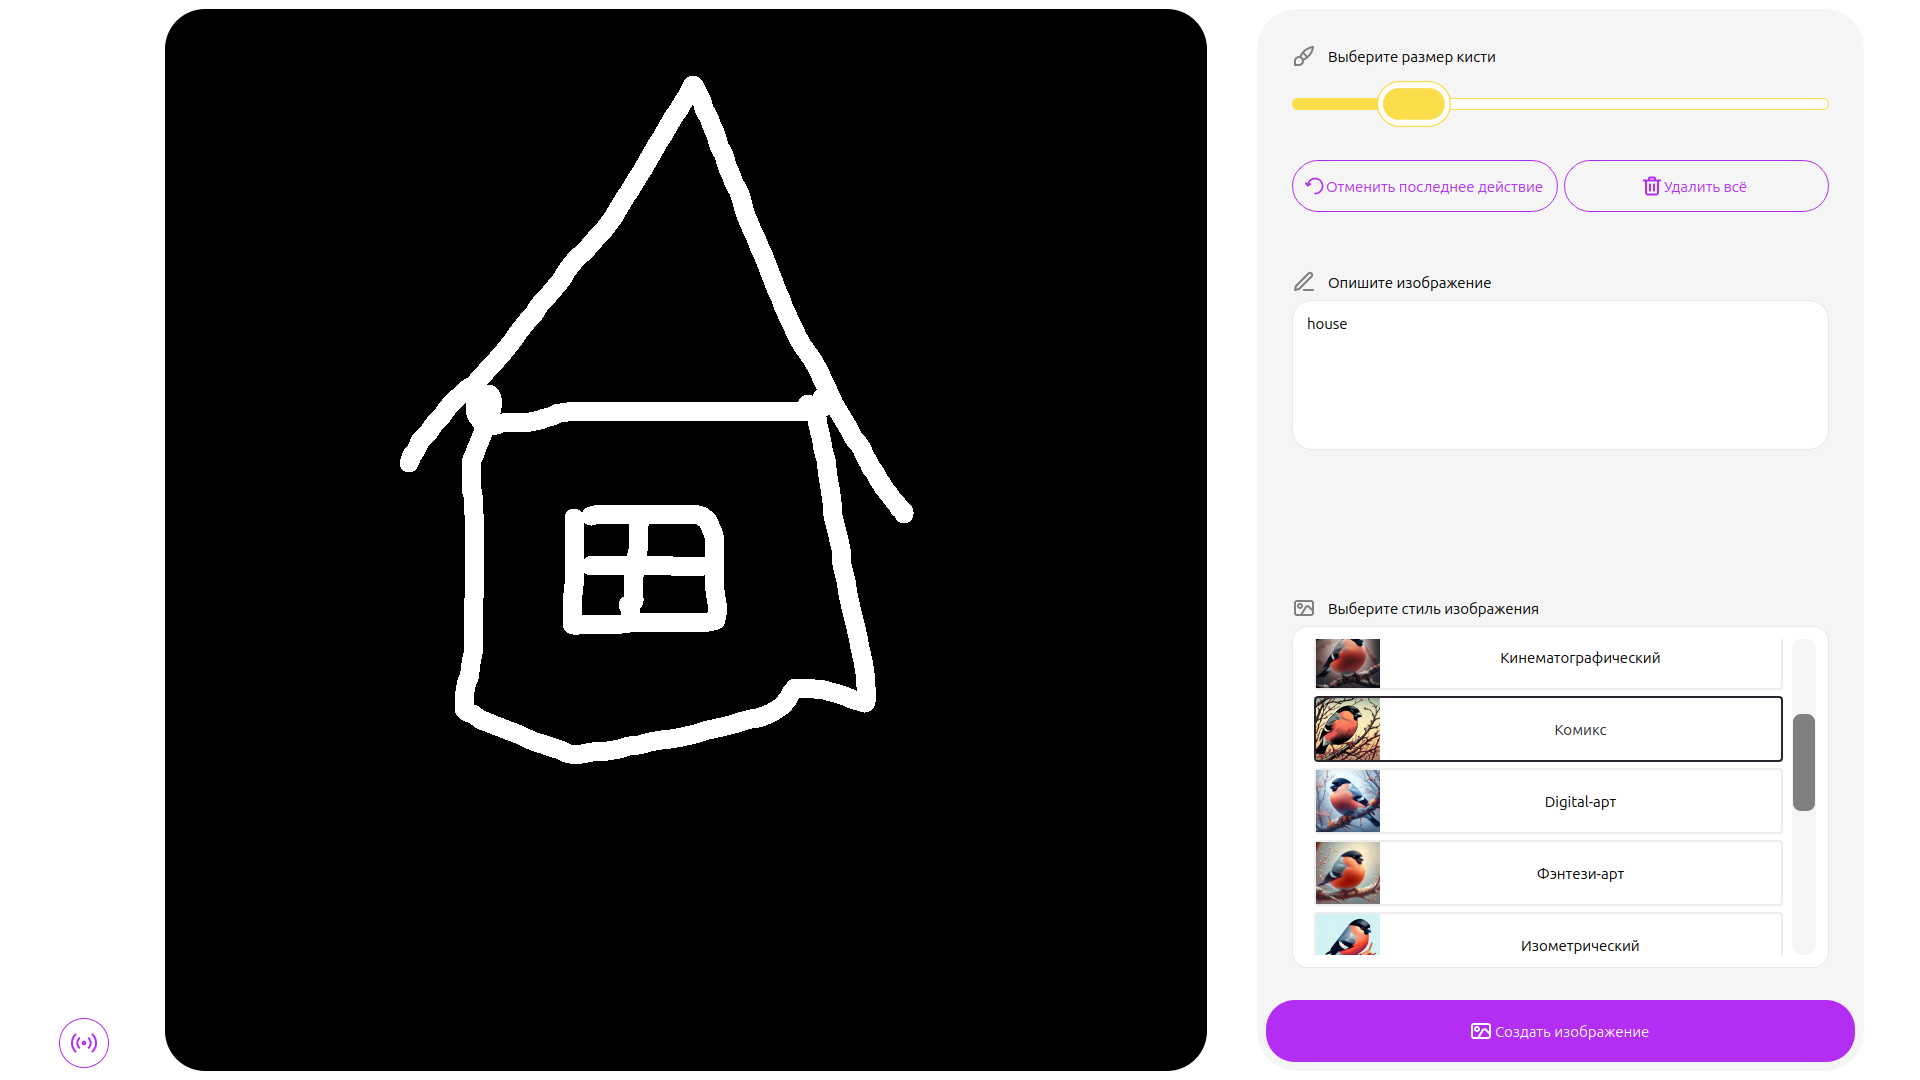 Выберите размер кисти
Отменить последнее действие
Удалить всё
Опишите изображение
house
Выберите стиль изображения
Кинематографический
Комикс
Digital-арт
Фэнтези-арт
Изометрический
Создать изображение